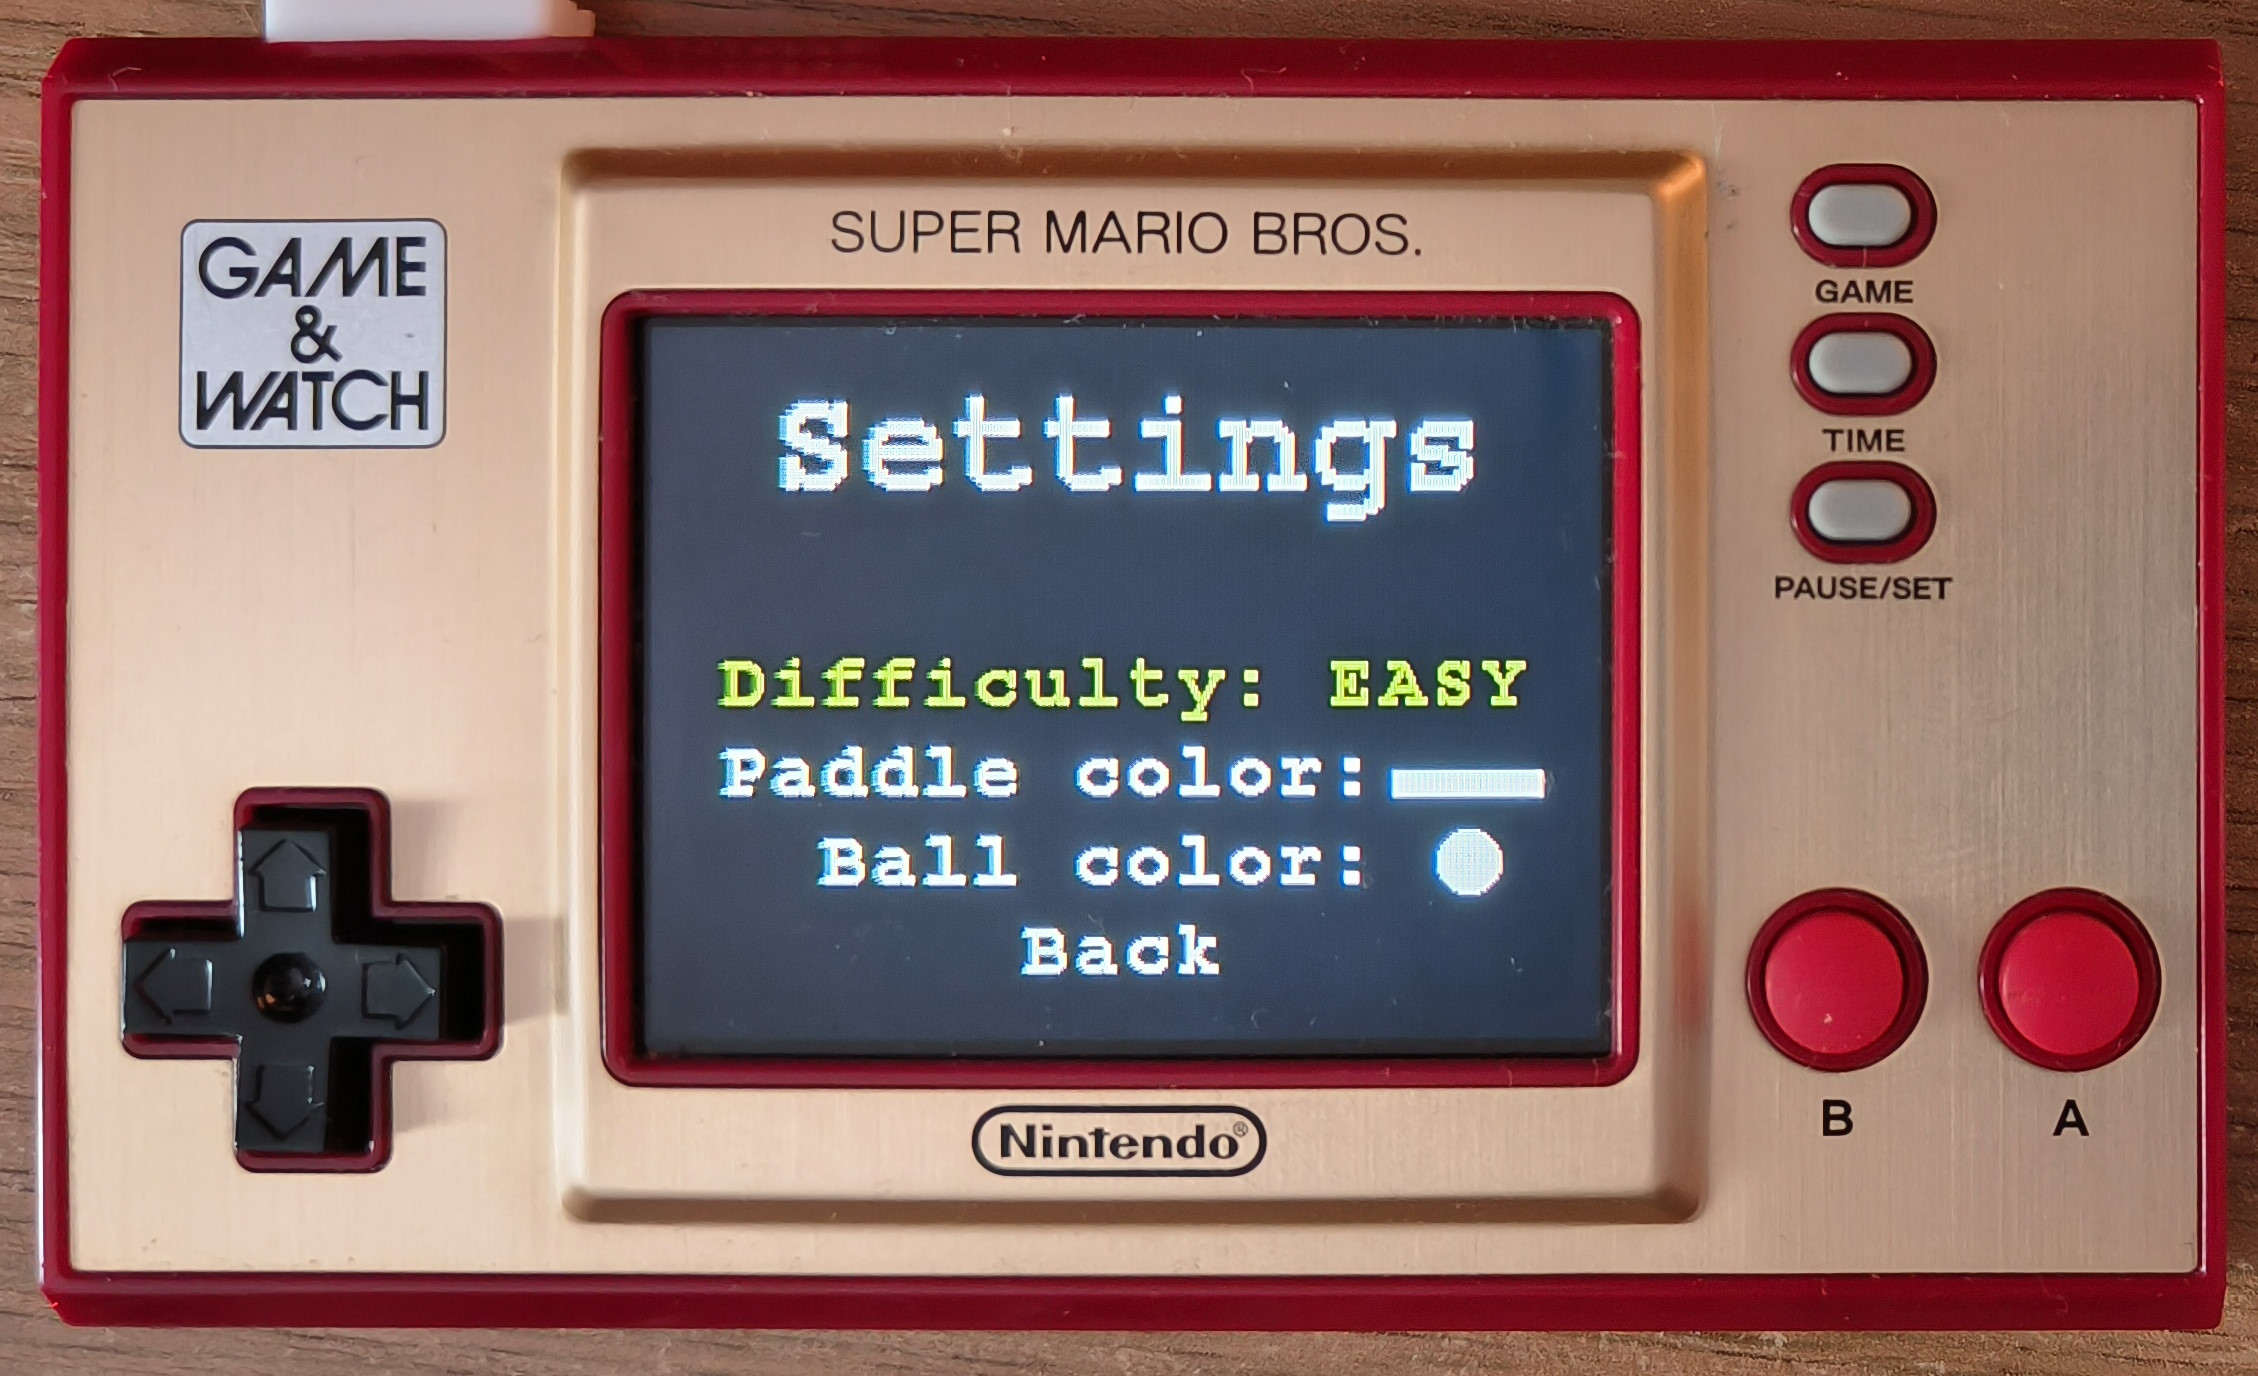 GAME
&
WATCH
SUPER MARIO BROS.
Settings
Difficulty: EASY
Paddle color:
Ball color:
Back
Nintendo®
GAME
TIME
PAUSE/SET
B
A